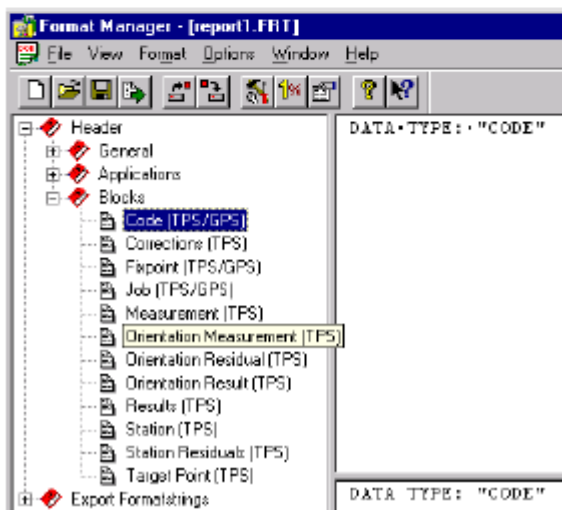 Format Manager - [report1.FRT]
File View Format Options Window Help
Header
General
Applications
Blocks
Code (TPS/GPS)
Corrections (TPS)
Fixpoint (TPS/GPS)
Job (TPS/GPS)
Measurement (TPS)
Orientation Measurement (TPS)
Orientation Residual (TPS)
Orientation Result (TPS)
Results (TPS)
Station (TPS)
Station Residuals (TPS)
Target Point (TPS)
Export Formatstrings
DATA·TYPE:·"CODE"
DATA TYPE: "CODE"